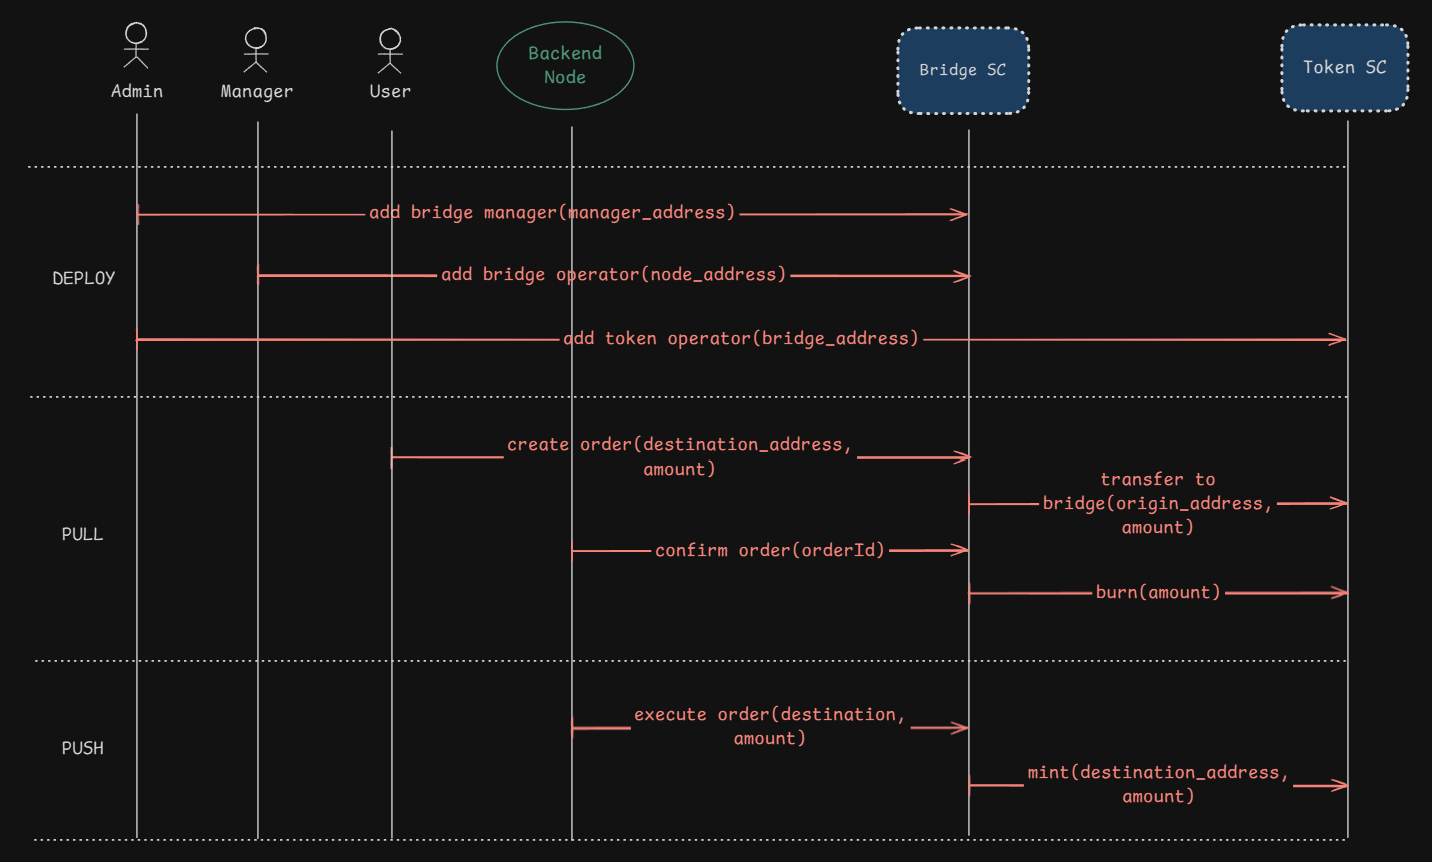 Admin
Manager
User
Backend
Node
Bridge SC
Token SC
DEPLOY
add bridge manager(manager_address)
add bridge operator(node_address)
add token operator(bridge_address)
PULL
create order(destination_address,
amount)
transfer to
bridge(origin_address,
amount)
confirm order(orderId)
burn(amount)
PUSH
execute order(destination,
amount)
mint(destination_address,
amount)